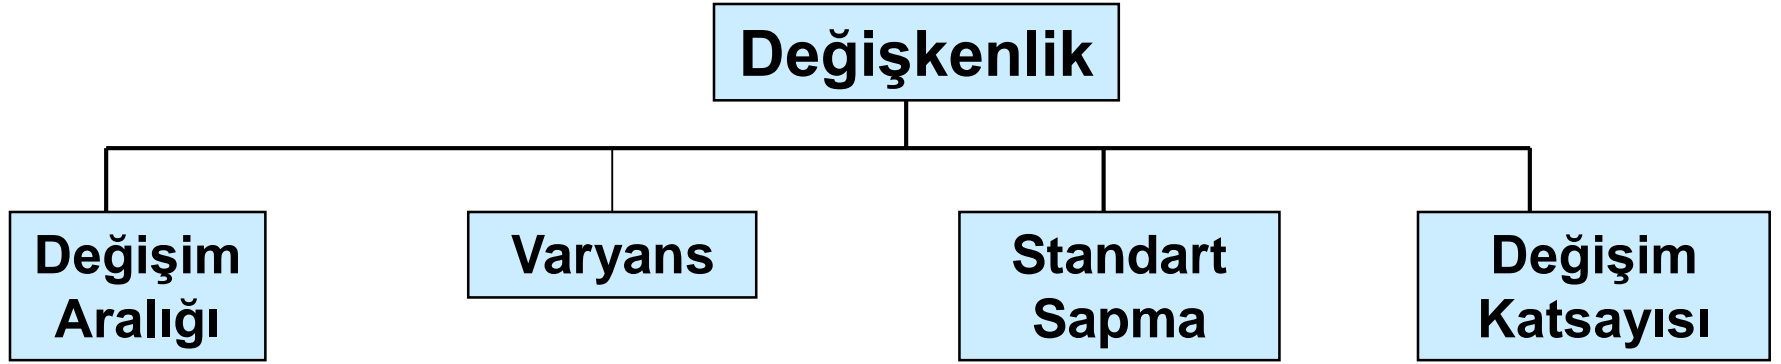 Değişkenlik
Değişim
Aralığı
Varyans
Standart
Sapma
Değişim
Katsayısı